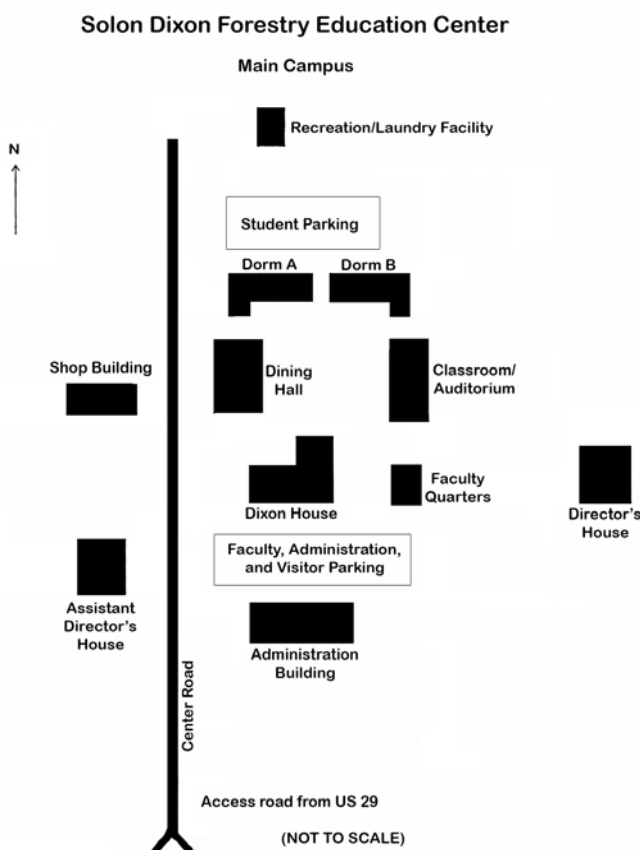 Solon Dixon Forestry Education Center
Main Campus
Recreation/Laundry Facility
N
Student Parking
Dorm A
Dorm B
Shop Building
Dining
Hall
Classroom/
Auditorium
Faculty
Quarters
Dixon House
Director's
House
Faculty, Administration,
and Visitor Parking
Assistant
Director's
House
Administration
Building
Center Road
Access road from US 29
(NOT TO SCALE)